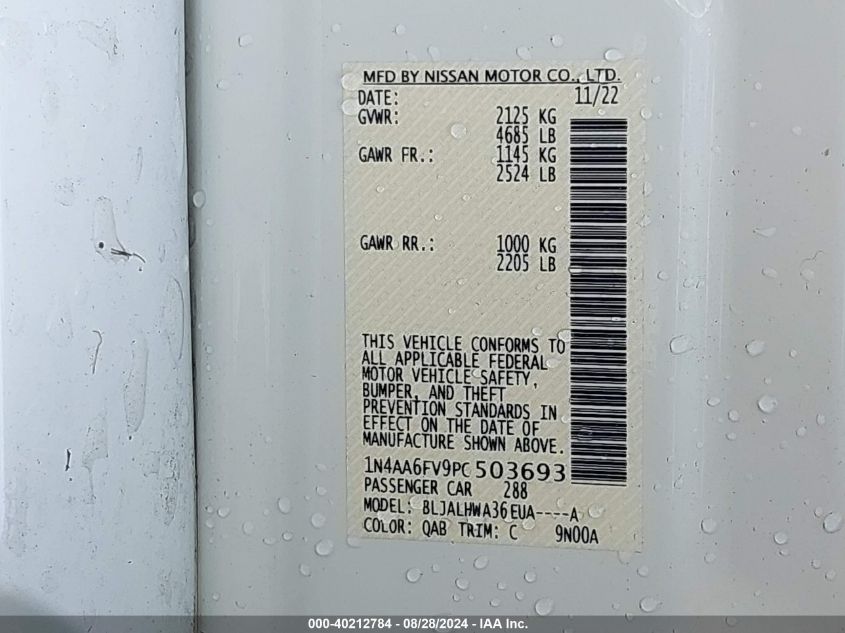 MFD BY NISSAN MOTOR CO., LTD.
DATE: 11/22
GVWR: 2125 KG
4685 LB
GAWR FR.: 1145 KG
2524 LB
GAWR RR.: 1000 KG
2205 LB
THIS VEHICLE CONFORMS TO
ALL APPLICABLE FEDERAL
MOTOR VEHICLE SAFETY,
BUMPER, AND THEFT
PREVENTION STANDARDS IN
EFFECT ON THE DATE OF
MANUFACTURE SHOWN ABOVE.
1N4AA6FV9PC503693
PASSENGER CAR 288
MODEL: BLJALHWA36EUA----A
COLOR: QAB TRIM: C 9N00A
000-40212784 - 08/28/2024 - IAA Inc.